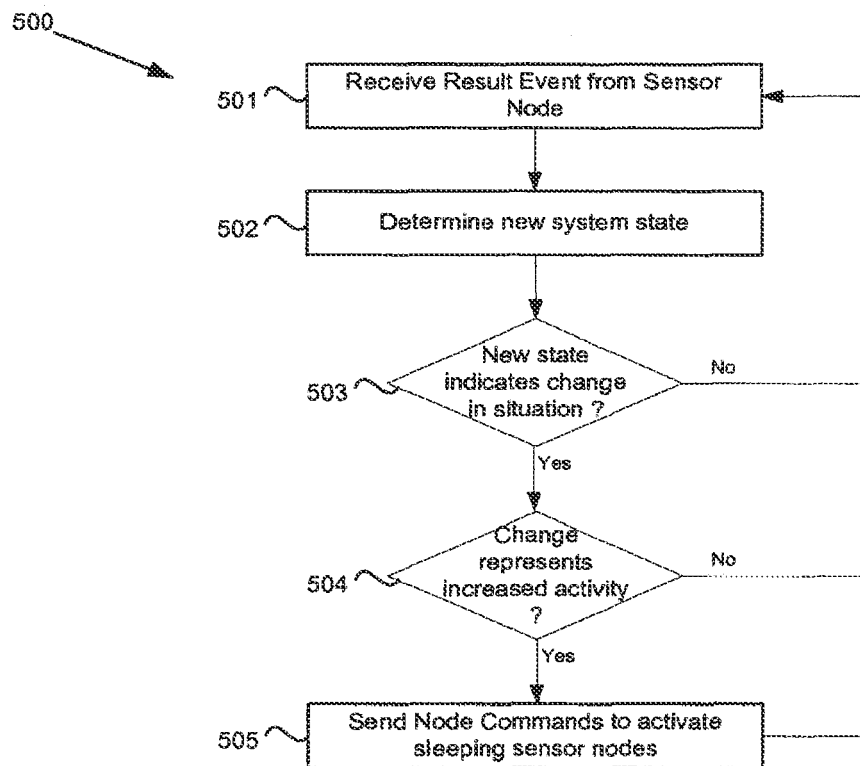 500
501
Receive Result Event from Sensor
Node
502
Determine new system state
503
New state
indicates change
in situation ?
No
Yes
504
Change
represents
increased activity
?
No
Yes
505
Send Node Commands to activate
sleeping sensor nodes